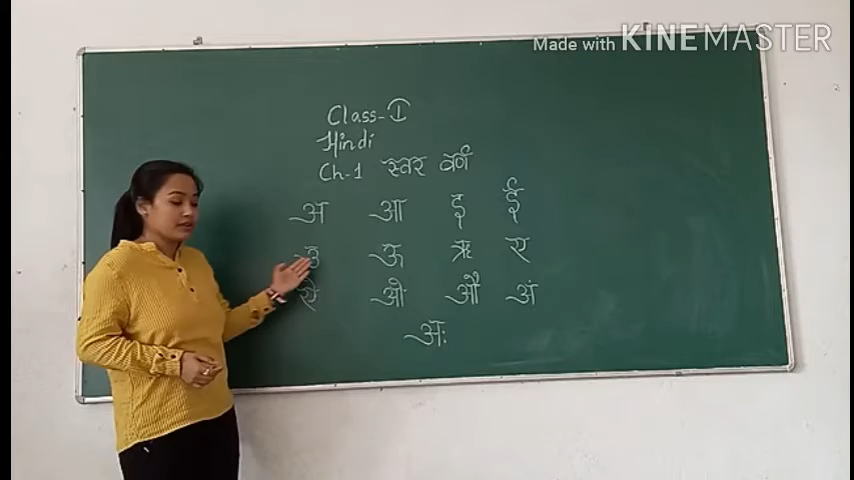 Made with KINEMASTER
Class-I
Hindi
Ch-1 स्वर वर्ण
अ आ इ ई
उ ऊ ऋ ए
ऐ ओ औ अं
अः